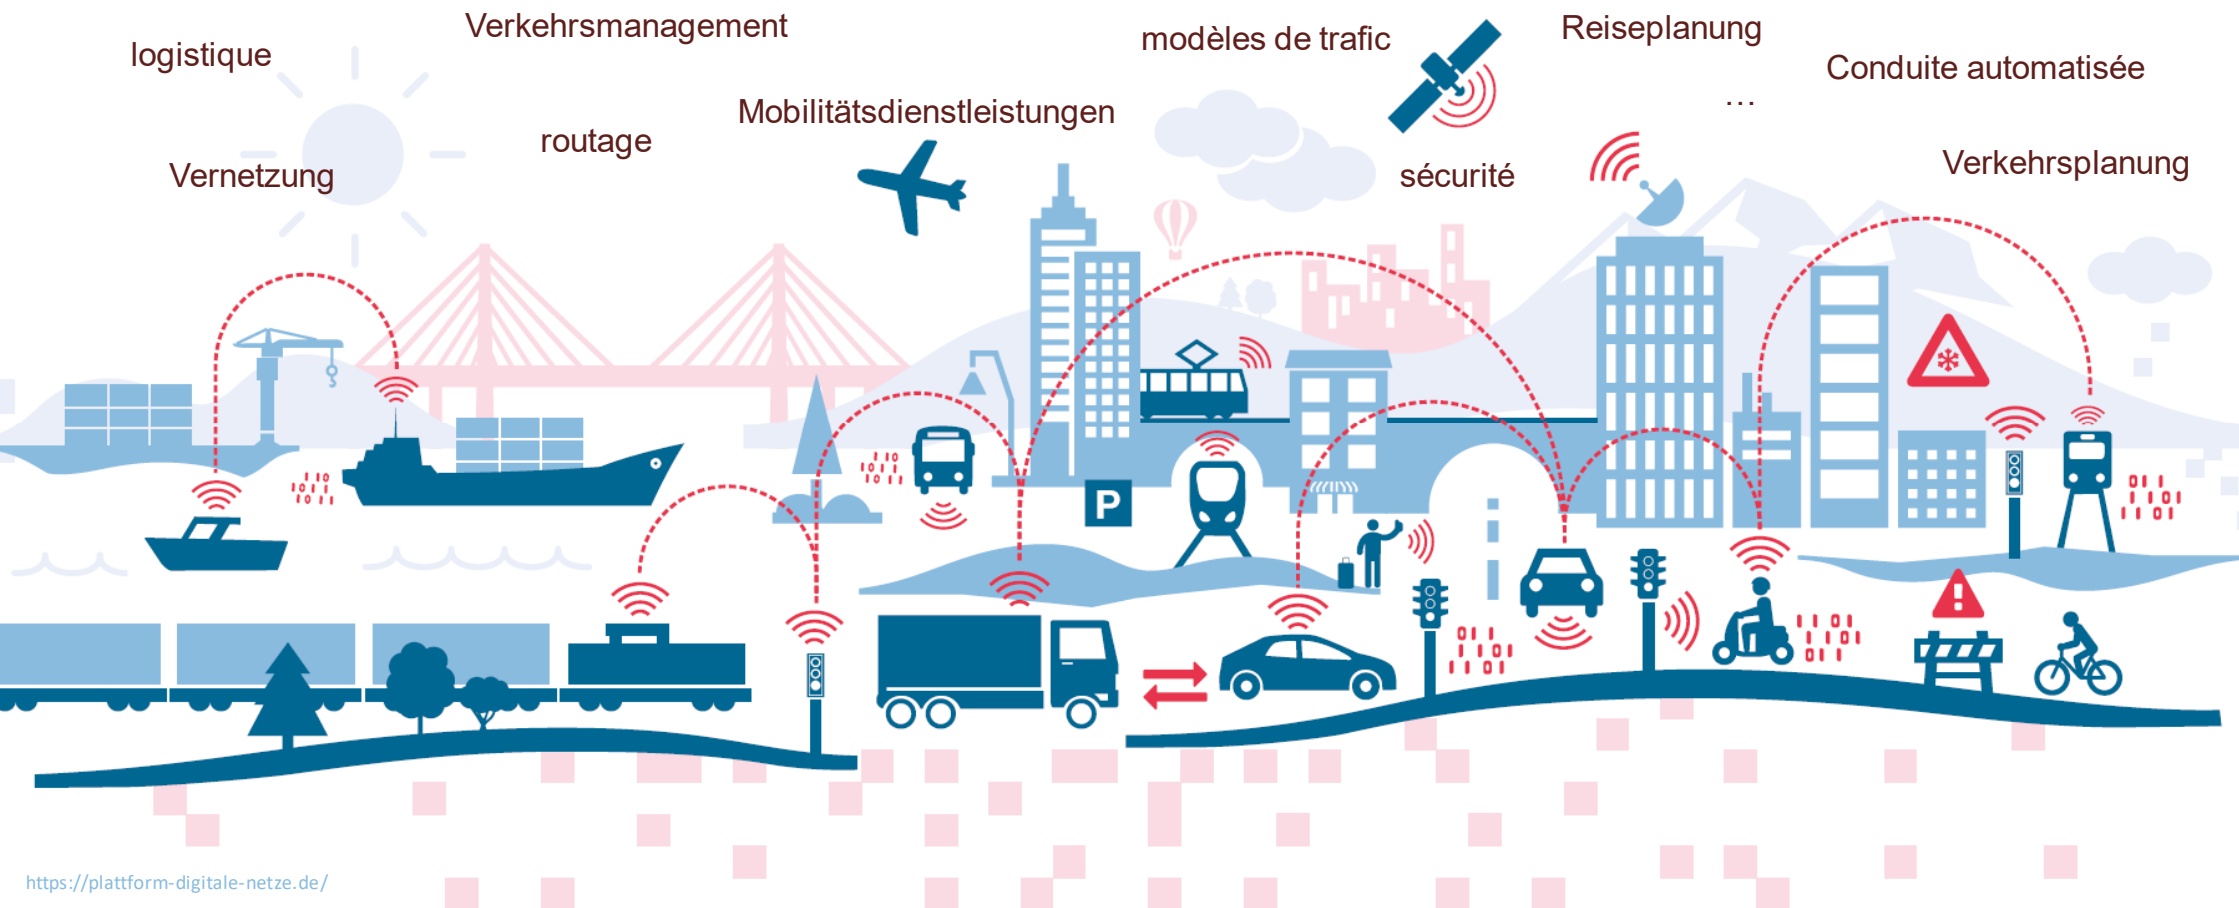 logistique
Verkehrsmanagement
modèles de trafic
Reiseplanung
Conduite automatisée
...
Mobilitätsdienstleistungen
routage
Vernetzung
sécurité
Verkehrsplanung
P
https://plattform-digitale-netze.de/